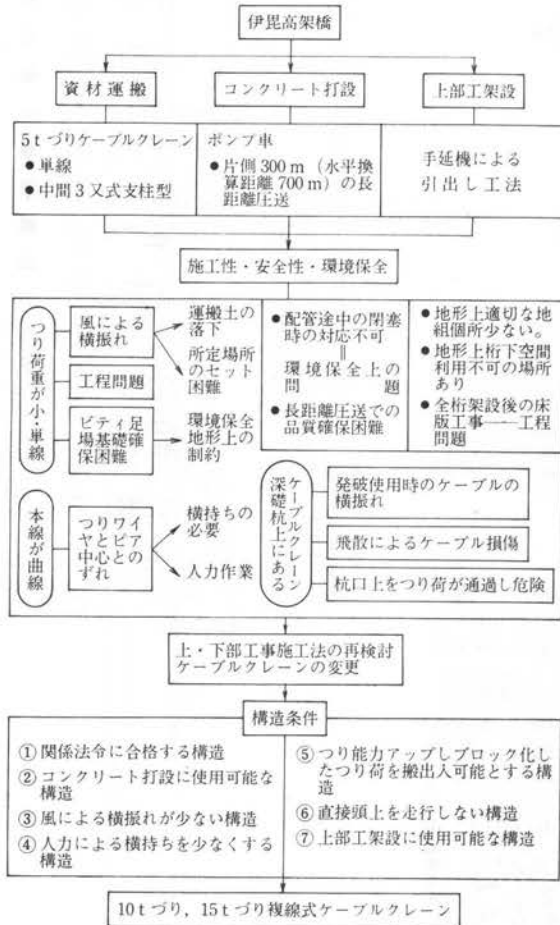 伊毘高架橋
資材運搬
コンクリート打設
上部工架設
5tづりケーブルクレーン
●単線
●中間3又式支柱型
ポンプ車
●片側300m(水平換
算距離700m)の長
距離圧送
手延機による
引出し工法
施工性・安全性・環境保全
つり荷重が小・単線
風による
横振れ
運搬土の
落下
所定場所
のセット
困難
工程問題
ビティ足
場基礎確
保困難
環境保全
地形上の
制約
本線が曲線
つりワイ
ヤとピア
中心との
ずれ
横持ちの
必要
人力作業
●配管途中の閉塞
時の対応不可
‖
環境保全上の
問題
●長距離圧送での
品質確保困難
●地形上適切な地
組個所少ない。
●地形上桁下空間
利用不可の場所
あり
●全桁架設後の床
版工事――工程
問題
ケーブルクレーン
深礎杭上にある
発破使用時のケーブルの
横振れ
飛散によるケーブル損傷
杭口上をつり荷が通過し危険
上・下部工事施工法の再検討
ケーブルクレーンの変更
構造条件
①関係法令に合格する構造
②コンクリート打設に使用可能な
構造
③風による横振れが少ない構造
④人力による横持ちを少なくする
構造
⑤つり能力アップしブロック化し
たつり荷を搬出入可能とする構
造
⑥直接頭上を走行しない構造
⑦上部工架設に使用可能な構造
10tづり,15tづり複線式ケーブルクレーン